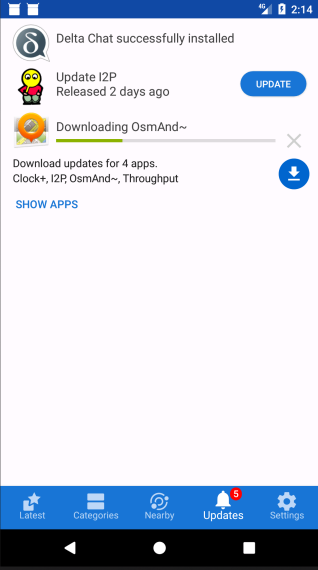 4G 2:14
Delta Chat successfully installed
Update I2P
Released 2 days ago
UPDATE
Downloading OsmAnd~
Download updates for 4 apps.
Clock+, I2P, OsmAnd~, Throughput
SHOW APPS
5
Latest Categories Nearby Updates Settings